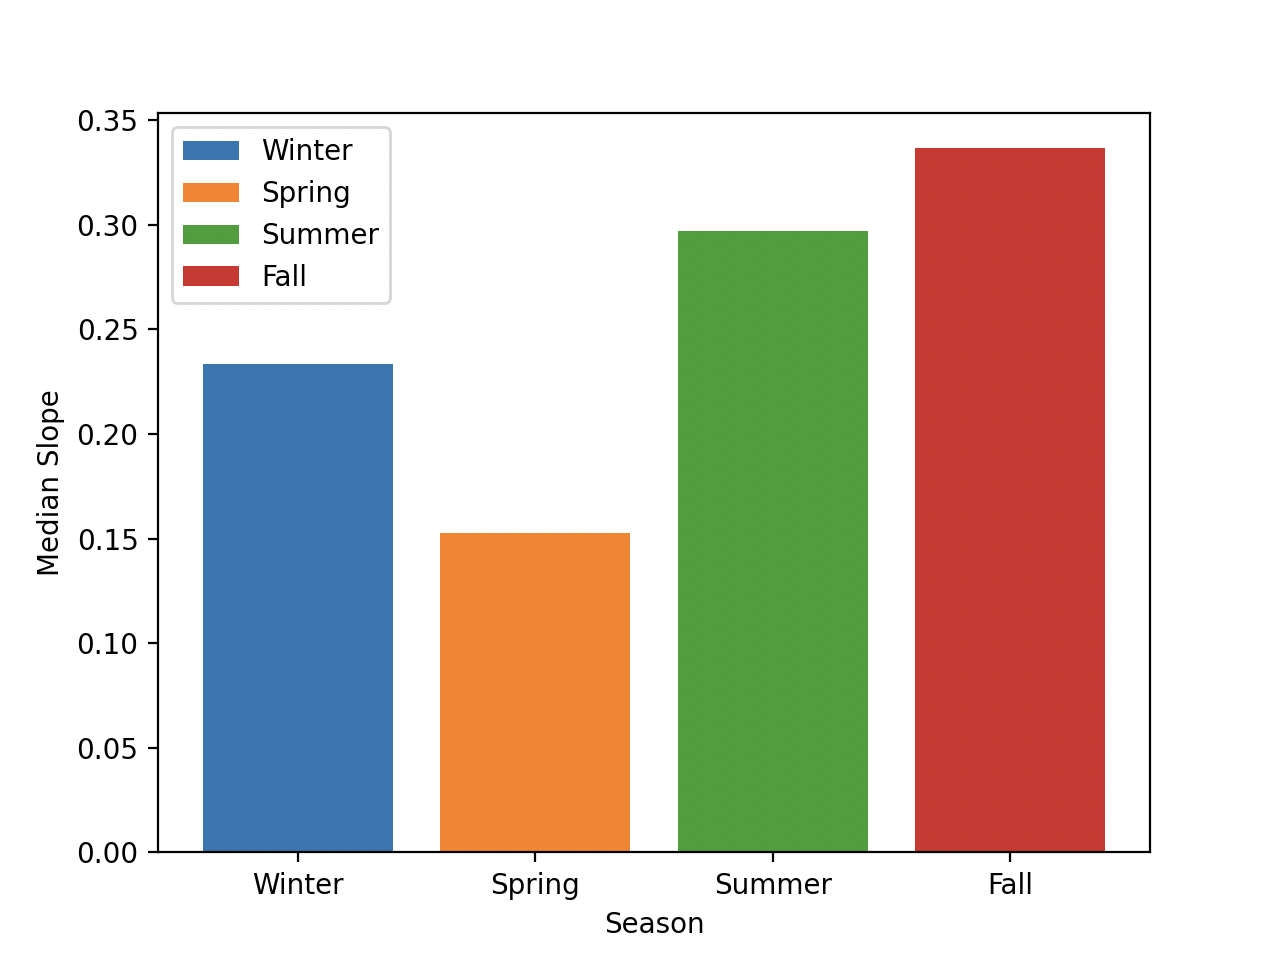 0.35
0.30
0.25
0.20
0.15
0.10
0.05
0.00
Median Slope
Winter
Spring
Summer
Fall
Winter Spring Summer Fall
Season